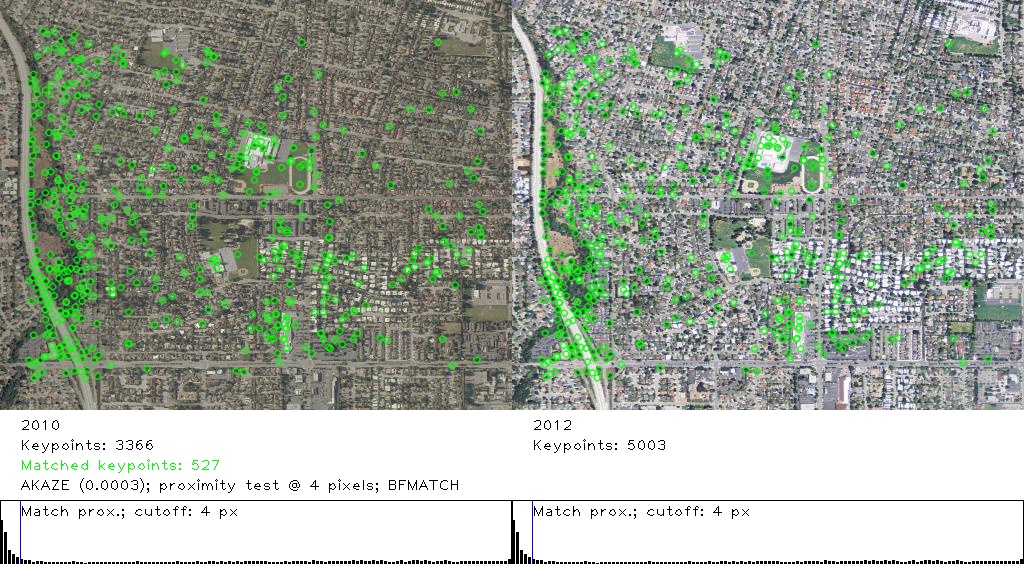 2010
Keypoints: 3366
Matched keypoints: 527
AKAZE (0.0003); proximity test @ 4 pixels; BFMATCH
Match prox.; cutoff: 4 px
2012
Keypoints: 5003
Match prox.; cutoff: 4 px